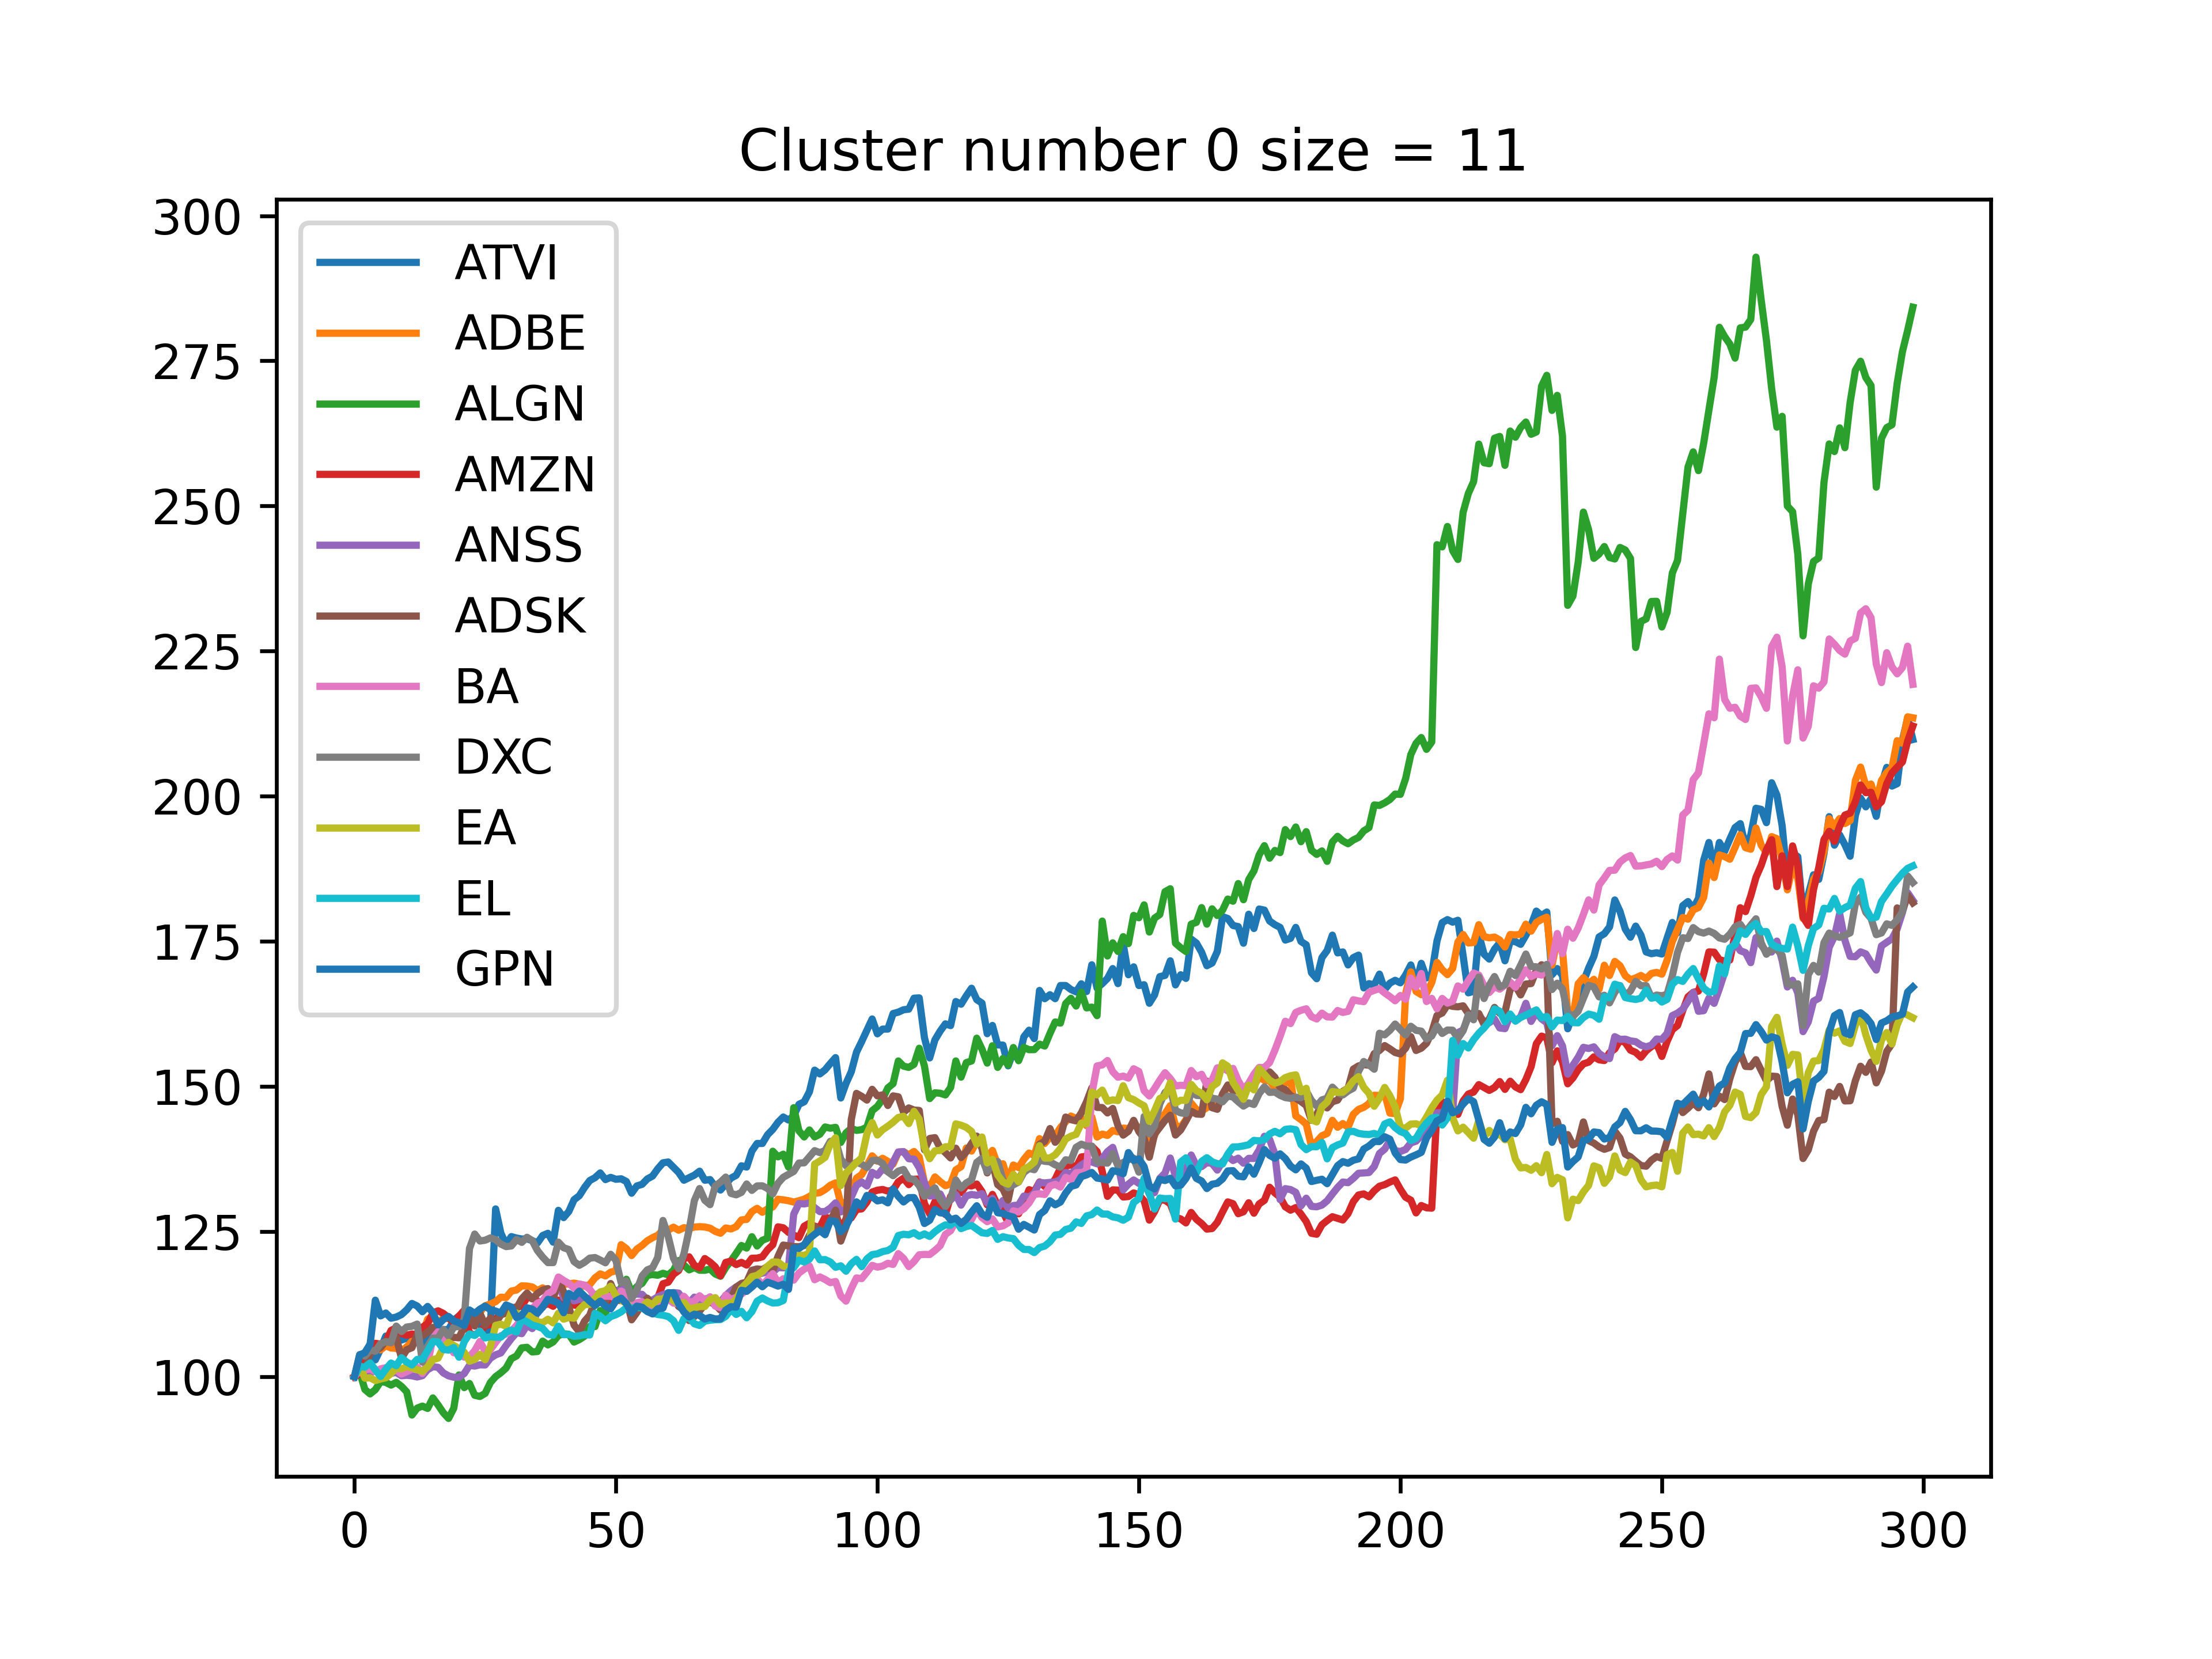 Cluster number 0 size = 11
300
275
250
225
200
175
150
125
100
ATVI
ADBE
ALGN
AMZN
ANSS
ADSK
BA
DXC
EA
EL
GPN
0 50 100 150 200 250 300